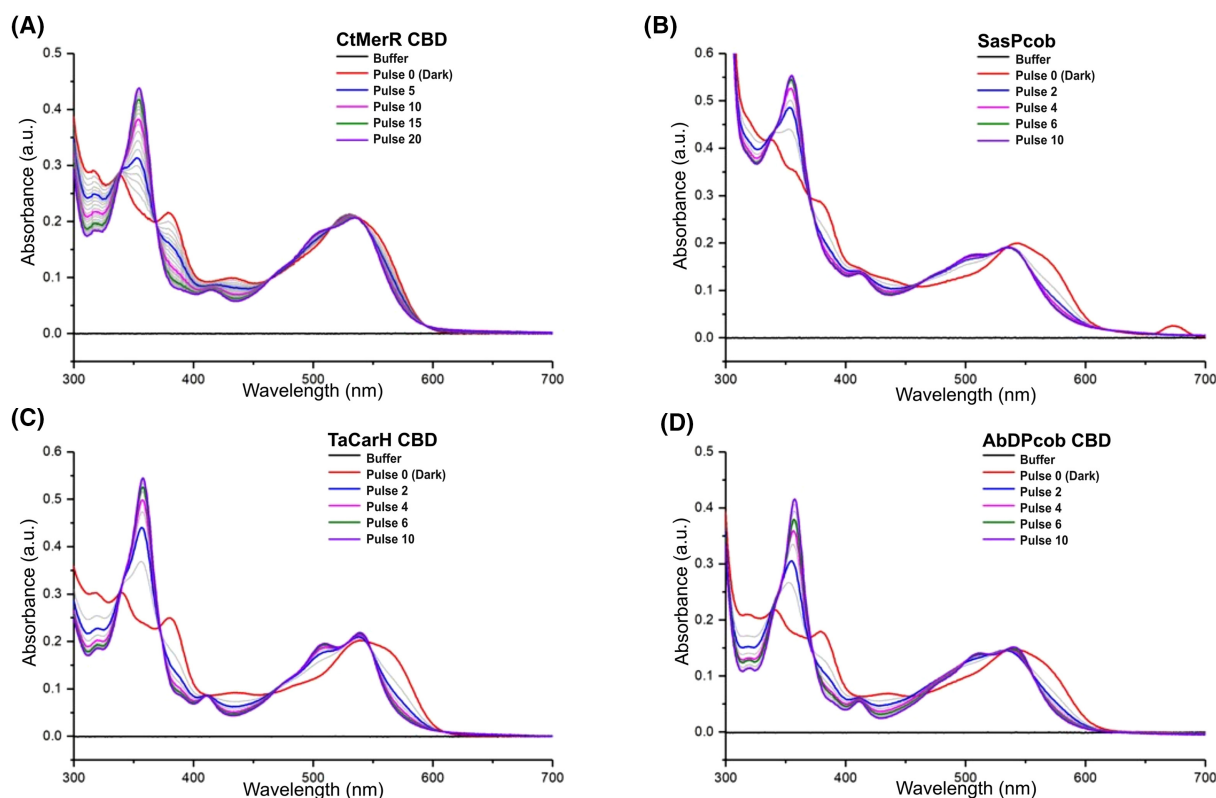 (A)
CtMerR CBD
Buffer
Pulse 0 (Dark)
Pulse 5
Pulse 10
Pulse 15
Pulse 20
Absorbance (a.u.)
0.5
0.4
0.3
0.2
0.1
0.0
300 400 500 600 700
Wavelength (nm)
(B)
SasPcob
Buffer
Pulse 0 (Dark)
Pulse 2
Pulse 4
Pulse 6
Pulse 10
Absorbance (a.u.)
0.6
0.5
0.4
0.3
0.2
0.1
0.0
300 400 500 600 700
Wavelength (nm)
(C)
TaCarH CBD
Buffer
Pulse 0 (Dark)
Pulse 2
Pulse 4
Pulse 6
Pulse 10
Absorbance (a.u.)
0.6
0.5
0.4
0.3
0.2
0.1
0.0
300 400 500 600 700
Wavelength (nm)
(D)
AbDPcob CBD
Buffer
Pulse 0 (Dark)
Pulse 2
Pulse 4
Pulse 6
Pulse 10
Absorbance (a.u.)
0.5
0.4
0.3
0.2
0.1
0.0
300 400 500 600 700
Wavelength (nm)